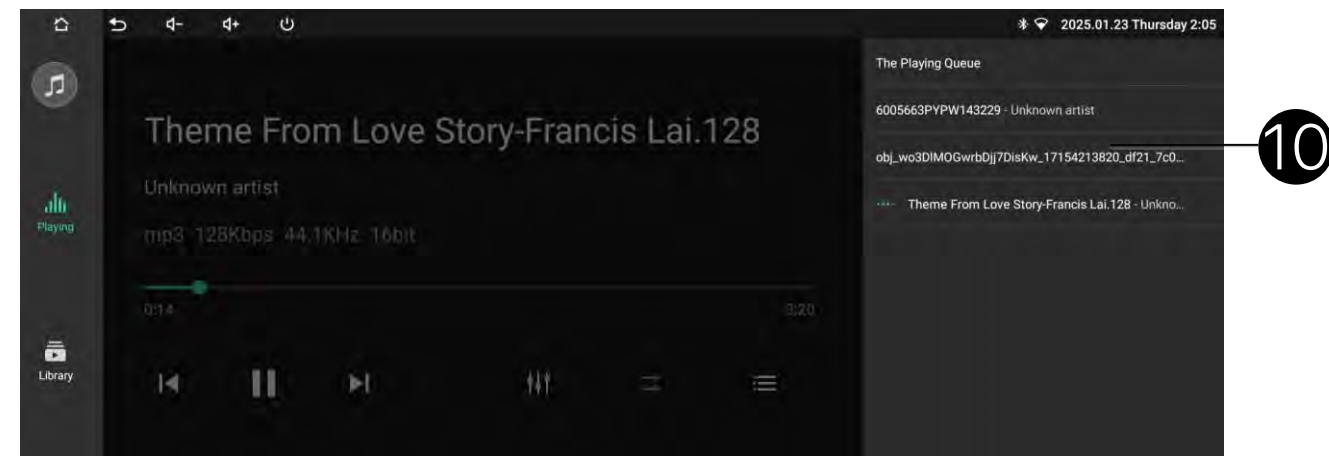 2025.01.23 Thursday 2:05
The Playing Queue
6005663PYPW143229 - Unknown artist
10
obj_wo3DlMOGwrbDjj7DisKw_17154213820_df21_7c0...
Theme From Love Story-Francis Lai.128 - Unkno...
Theme From Love Story-Francis Lai.128
Unknown artist
mp3 128Kbps 44.1KHz 16bit
0:14
3:20
Playing
Library